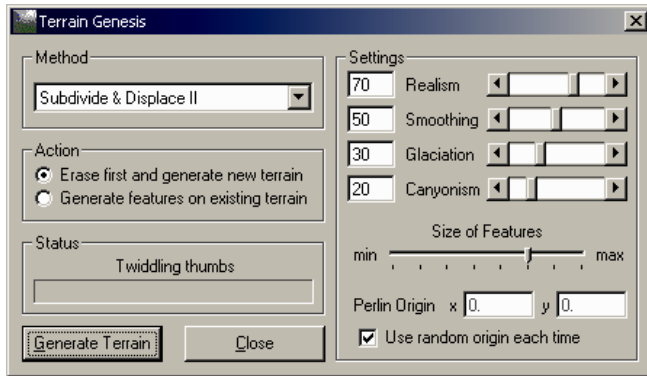 Terrain Genesis
Method
Subdivide & Displace II
Action
Erase first and generate new terrain
Generate features on existing terrain
Status
Twiddling thumbs
Generate Terrain
Close
Settings
70 Realism
50 Smoothing
30 Glaciation
20 Canyonism
Size of Features
min max
Perlin Origin x 0. y 0.
Use random origin each time